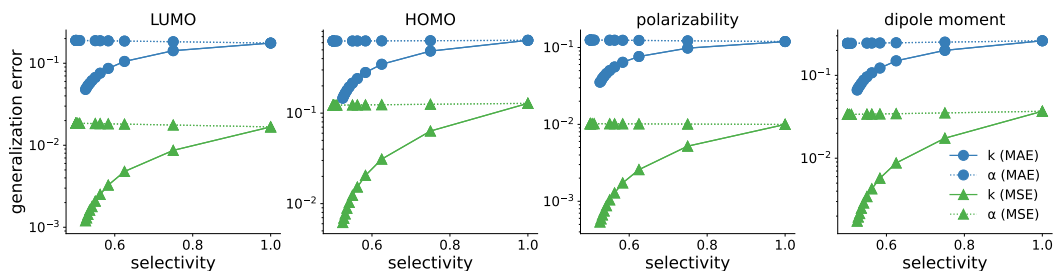 LUMO
HOMO
polarizability
dipole moment
generalization error
10⁻¹
10⁻²
10⁻³
0.6
0.8
1.0
selectivity
10⁻¹
10⁻²
0.6
0.8
1.0
selectivity
10⁻¹
10⁻²
10⁻³
0.6
0.8
1.0
selectivity
10⁻¹
10⁻²
0.6
0.8
1.0
selectivity
k (MAE)
α (MAE)
k (MSE)
α (MSE)